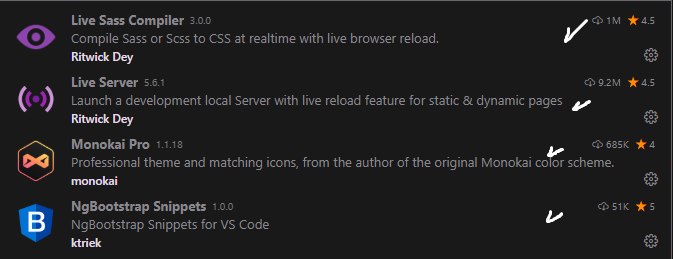 Live Sass Compiler 3.0.0 1M 4.5
Compile Sass or Scss to CSS at realtime with live browser reload.
Ritwick Dey
Live Server 5.6.1 9.2M 4.5
Launch a development local Server with live reload feature for static & dynamic pages
Ritwick Dey
Monokai Pro 1.1.18 685K 4
Professional theme and matching icons, from the author of the original Monokai color scheme.
monokai
B
NgBootstrap Snippets 1.0.0 51K 5
NgBootstrap Snippets for VS Code
ktriek